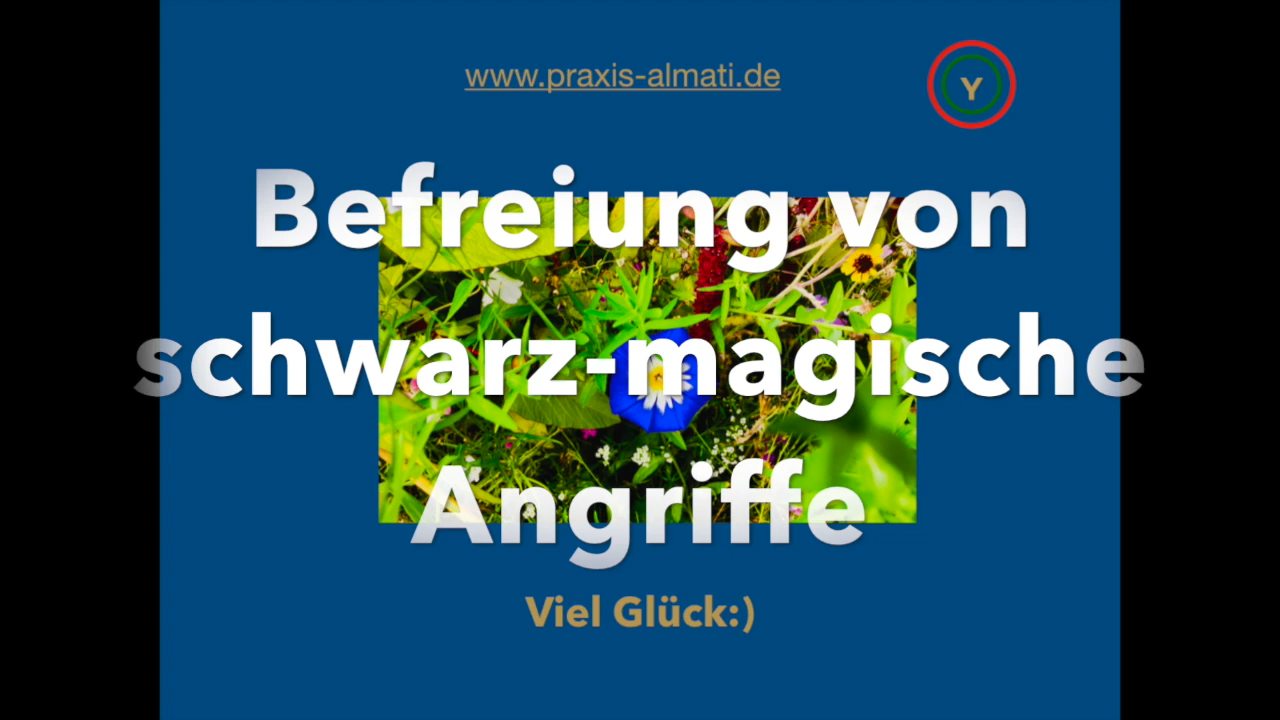 www.praxis-almati.de
Y
Befreiung von
schwarz-magische
Angriffe
Viel Glück:)